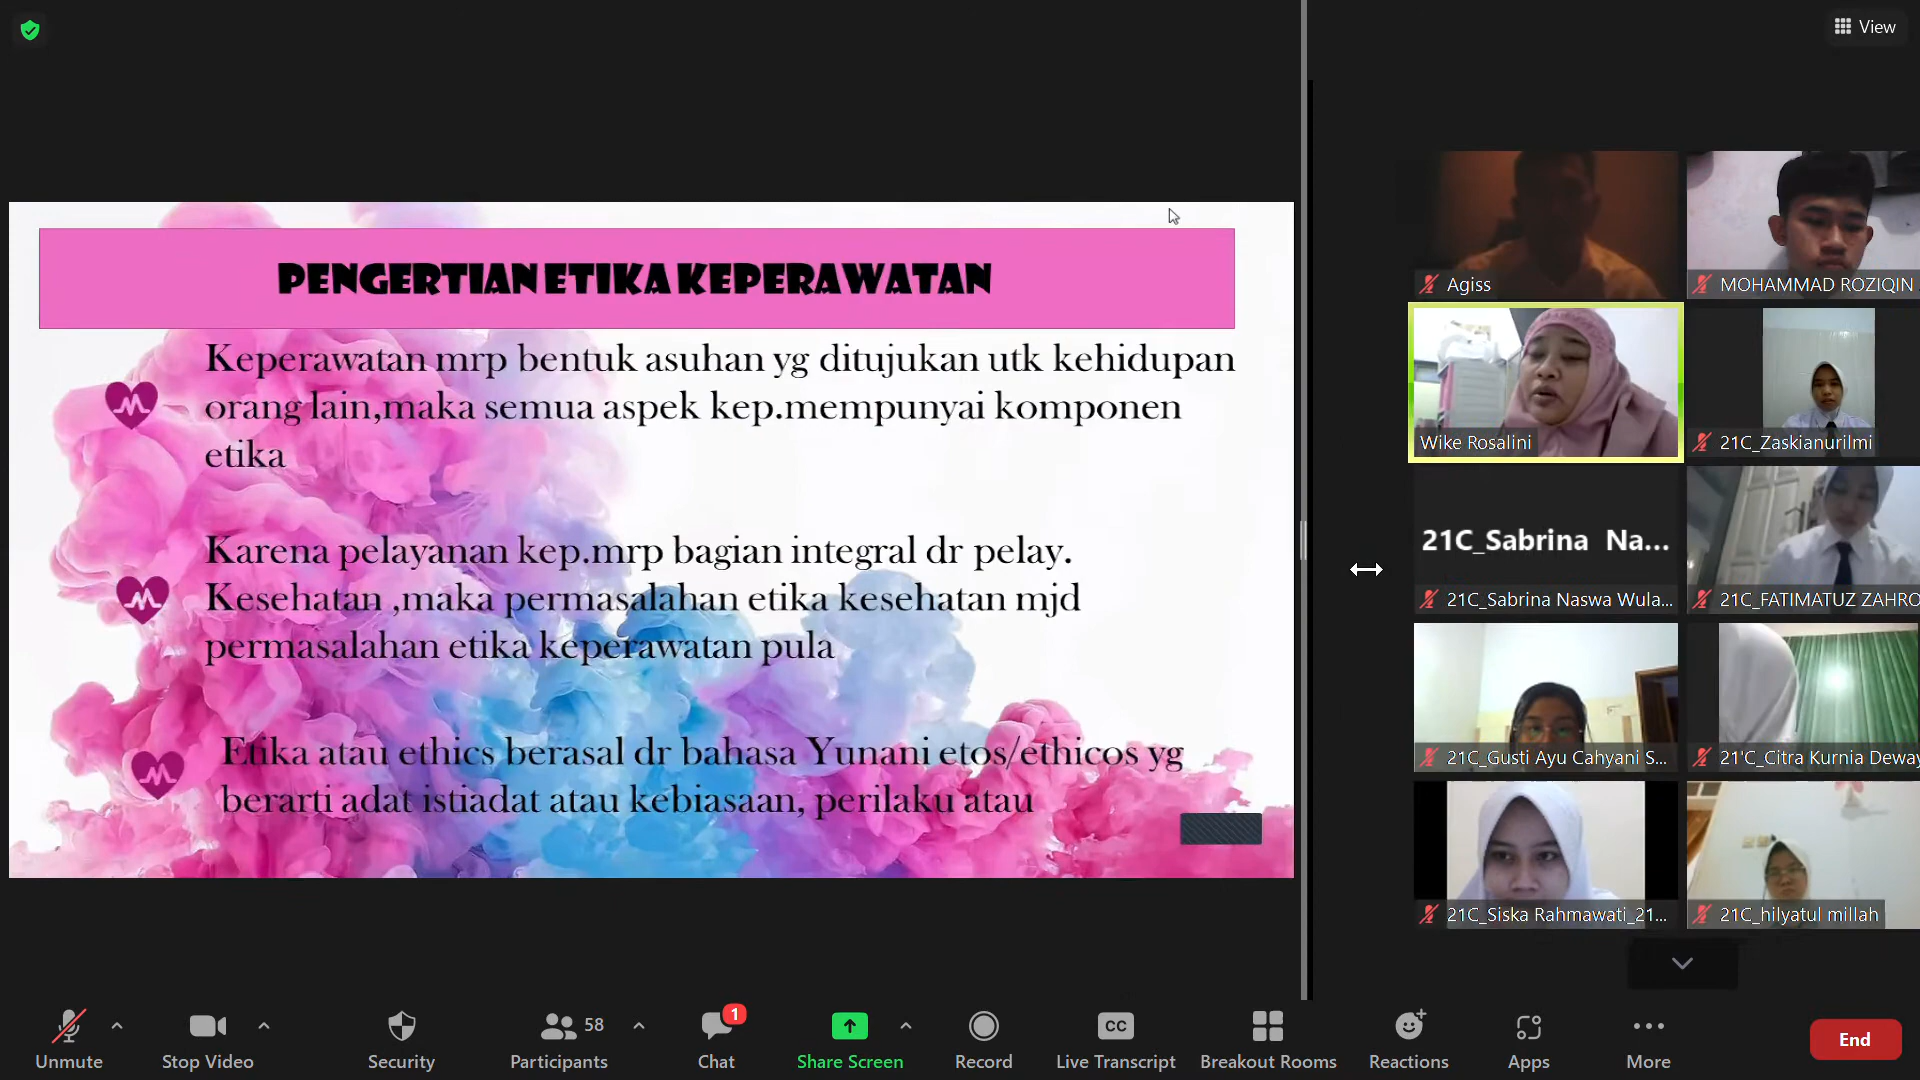 View
PENGERTIAN ETIKA KEPERAWATAN
Keperawatan mrp bentuk asuhan yg ditujukan utk kehidupan
orang lain,maka semua aspek kep.mempunyai komponen
etika
Karena pelayanan kep.mrp bagian integral dr pelay.
Kesehatan ,maka permasalahan etika kesehatan mjd
permasalahan etika keperawatan pula
Etika atau ethics berasal dr bahasa Yunani etos/ethicos yg
berarti adat istiadat atau kebiasaan, perilaku atau
Agiss
MOHAMMAD ROZIQIN
Wike Rosalini
21C_Zaskianurilmi
21C_Sabrina Na...
21C_Sabrina Naswa Wula...
21C_FATIMATUZ ZAHRO
21C_Gusti Ayu Cahyani S...
21'C_Citra Kurnia Deway
21C_Siska Rahmawati_21...
21C_hilyatul millah
Unmute
Stop Video
Security
58
Participants
1
Chat
Share Screen
Record
CC
Live Transcript
Breakout Rooms
Reactions
Apps
More
End